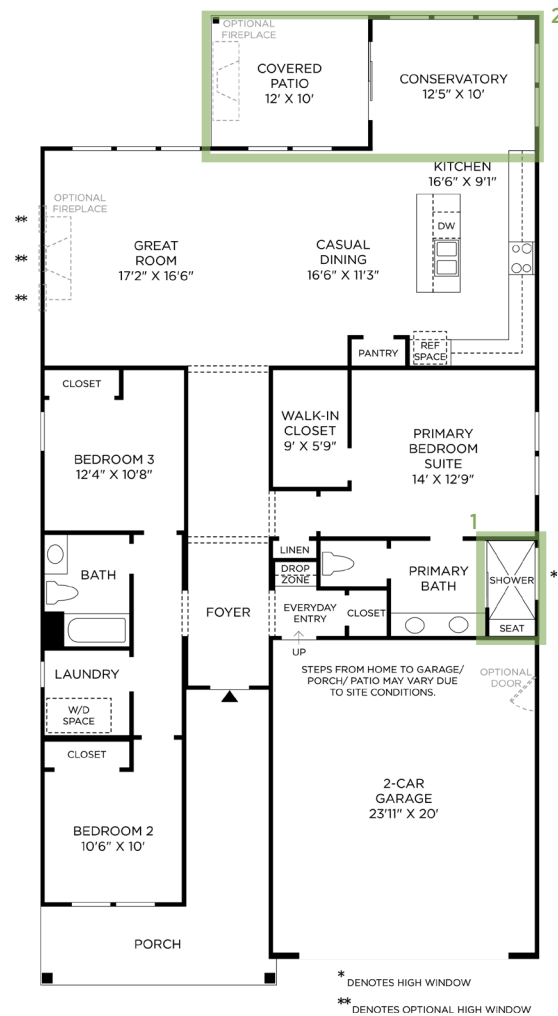 2
OPTIONAL
FIREPLACE
COVERED
PATIO
12' X 10'
CONSERVATORY
12'5" X 10'
KITCHEN
16'6" X 9'1"
OPTIONAL
FIREPLACE
**
**
**
GREAT
ROOM
17'2" X 16'6"
CASUAL
DINING
16'6" X 11'3"
DW
PANTRY
REF
SPACE
CLOSET
BEDROOM 3
12'4" X 10'8"
WALK-IN
CLOSET
9' X 5'9"
PRIMARY
BEDROOM
SUITE
14' X 12'9"
1
LINEN
DROP
ZONE
BATH
FOYER
EVERYDAY
ENTRY
CLOSET
PRIMARY
BATH
SHOWER
SEAT
*
UP
LAUNDRY
W/D
SPACE
STEPS FROM HOME TO GARAGE/
PORCH/ PATIO MAY VARY DUE
TO SITE CONDITIONS.
OPTIONAL
DOOR
CLOSET
BEDROOM 2
10'6" X 10'
2-CAR
GARAGE
23'11" X 20'
PORCH
* DENOTES HIGH WINDOW
** DENOTES OPTIONAL HIGH WINDOW